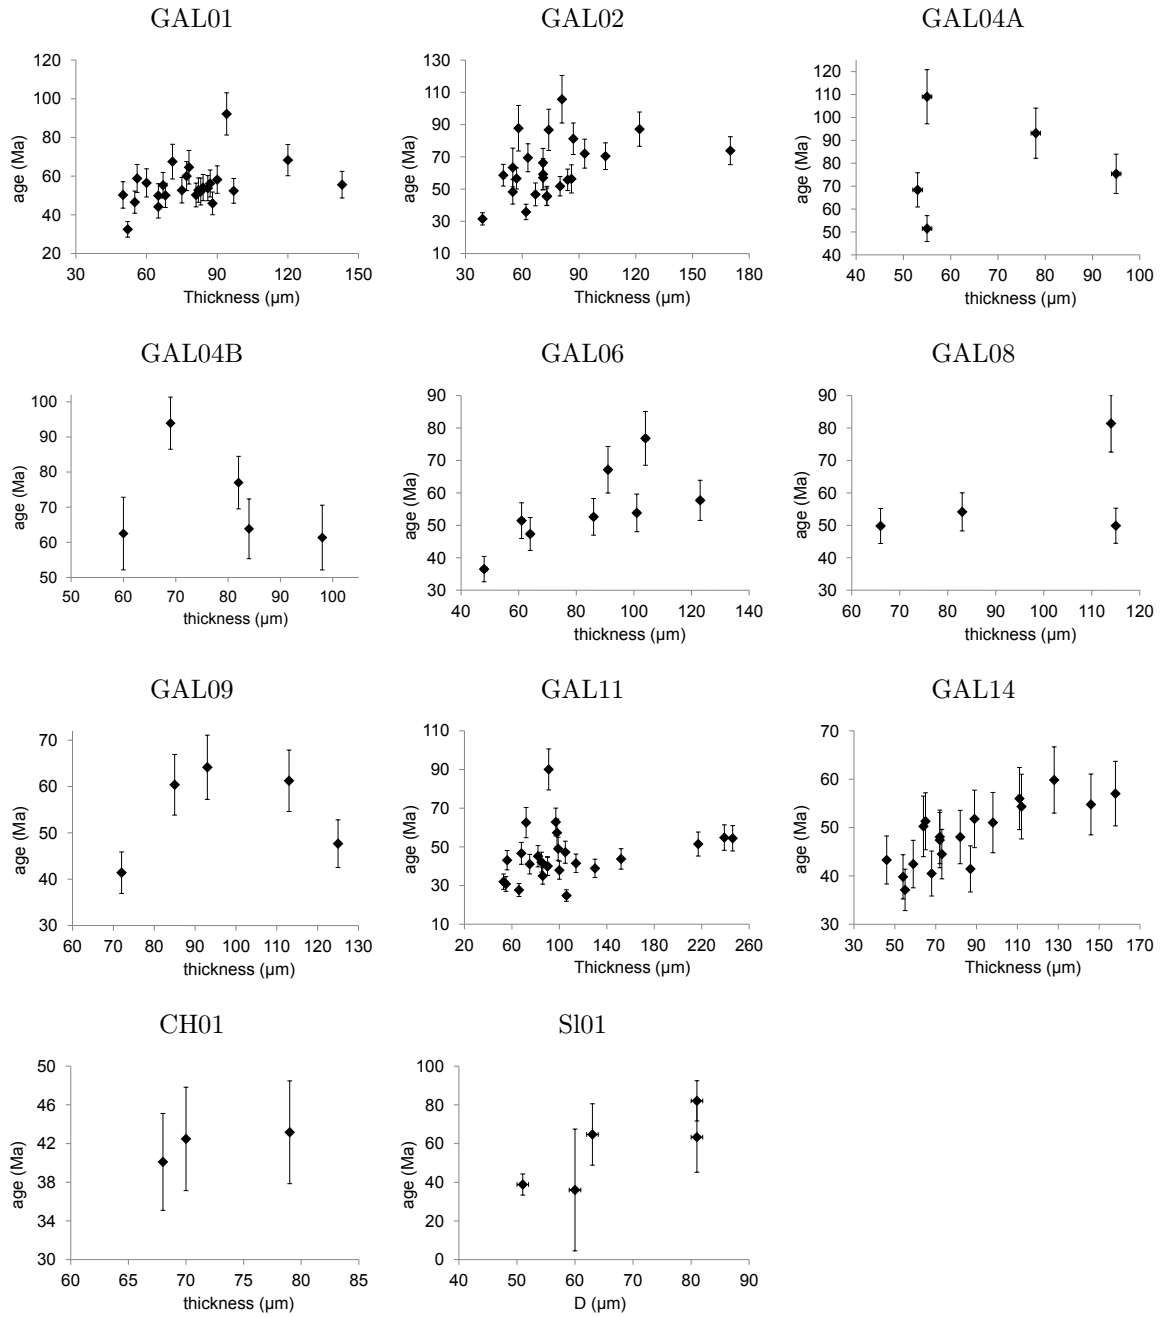 GAL01 GAL02 GAL04A
120
100
80
60
40
20
30 60 90 120 150
age (Ma)
Thickness (µm)
130
110
90
70
50
30
10
30 60 90 120 150 180
age (Ma)
Thickness (µm)
120
110
100
90
80
70
60
50
40
40 50 60 70 80 90 100
age (Ma)
thickness (µm)
GAL04B GAL06 GAL08
100
90
80
70
60
50
50 60 70 80 90 100
age (Ma)
thickness (µm)
90
80
70
60
50
40
30
40 60 80 100 120 140
age (Ma)
thickness (µm)
90
80
70
60
50
40
30
60 70 80 90 100 110 120
age (Ma)
thickness (µm)
GAL09 GAL11 GAL14
70
60
50
40
30
60 70 80 90 100 110 120 130
age (Ma)
thickness (µm)
110
90
70
50
30
10
20 60 100 140 180 220 260
age (Ma)
Thickness (µm)
70
60
50
40
30
30 50 70 90 110 130 150 170
age (Ma)
Thickness (µm)
CH01 Sl01
50
46
42
38
34
30
60 65 70 75 80 85
age (Ma)
thickness (µm)
100
80
60
40
20
0
40 50 60 70 80 90
age (Ma)
D (µm)